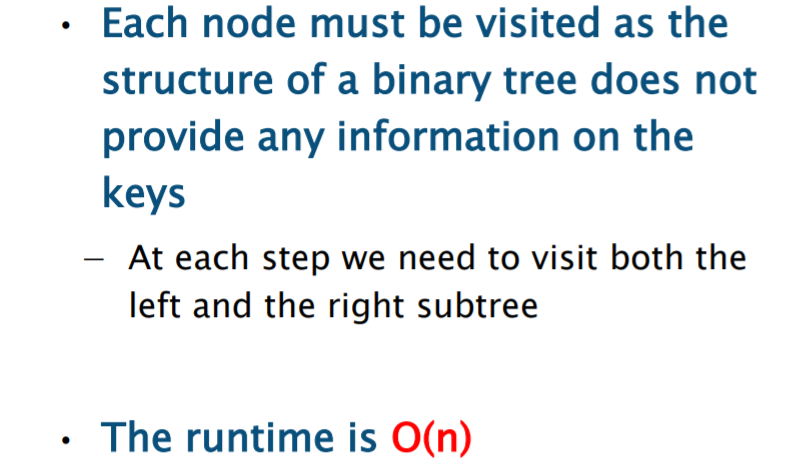 • Each node must be visited as the
structure of a binary tree does not
provide any information on the
keys
– At each step we need to visit both the
left and the right subtree
• The runtime is O(n)